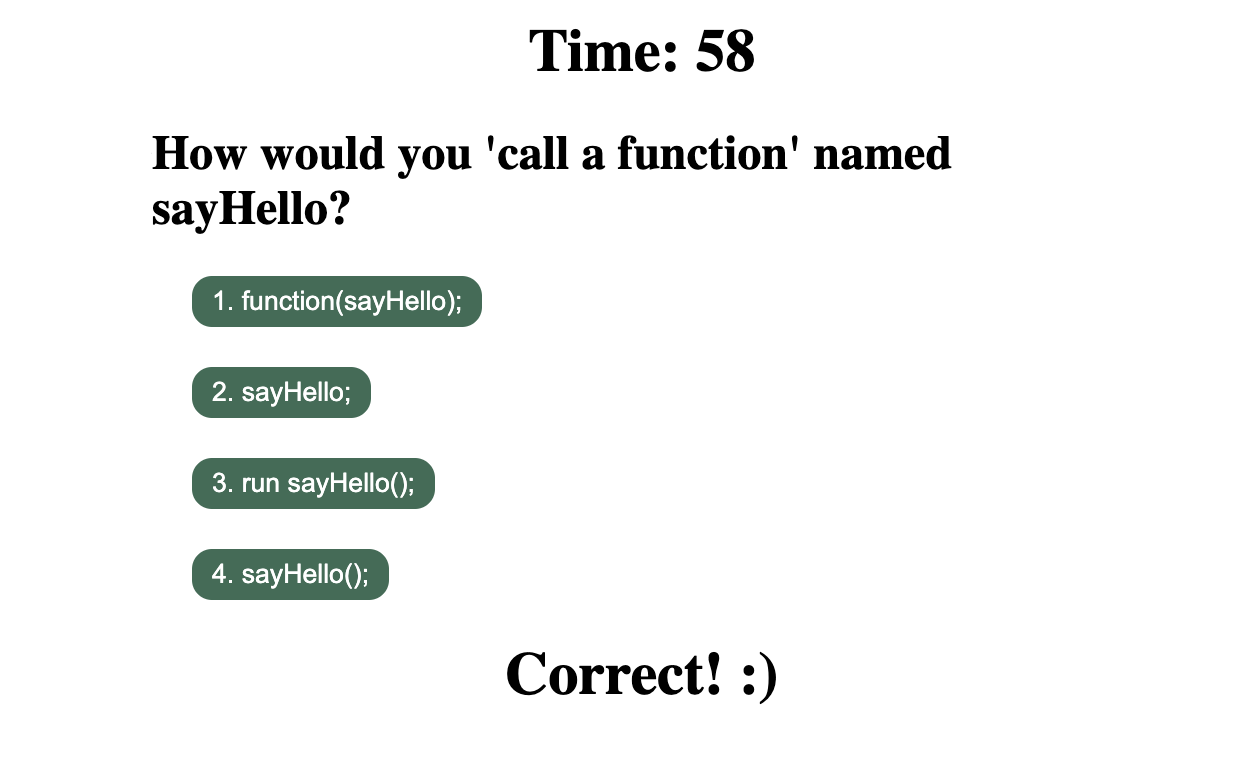 Time: 58
How would you 'call a function' named
sayHello?
1. function(sayHello);
2. sayHello;
3. run sayHello();
4. sayHello();
Correct! :)